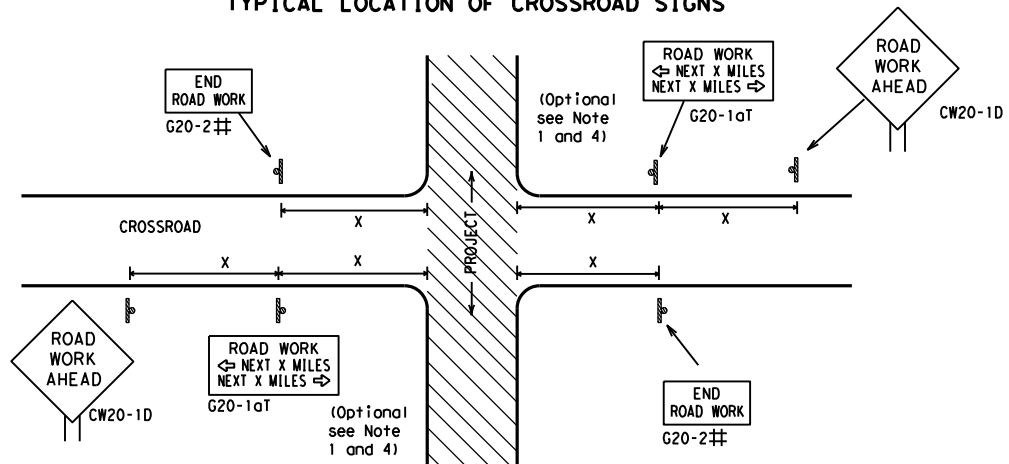 TYPICAL LOCATION OF CROSSROAD SIGNS
END
ROAD WORK
G20-2⌗
(Optional
see Note
1 and 4)
ROAD WORK
⇦ NEXT X MILES
NEXT X MILES ⇨
G20-1aT
ROAD
WORK
AHEAD
CW20-1D
X
X
X
CROSSROAD
PROJECT
X
X
X
ROAD
WORK
AHEAD
CW20-1D
ROAD WORK
⇦ NEXT X MILES
NEXT X MILES ⇨
G20-1aT
(Optional
see Note
1 and 4)
END
ROAD WORK
G20-2⌗